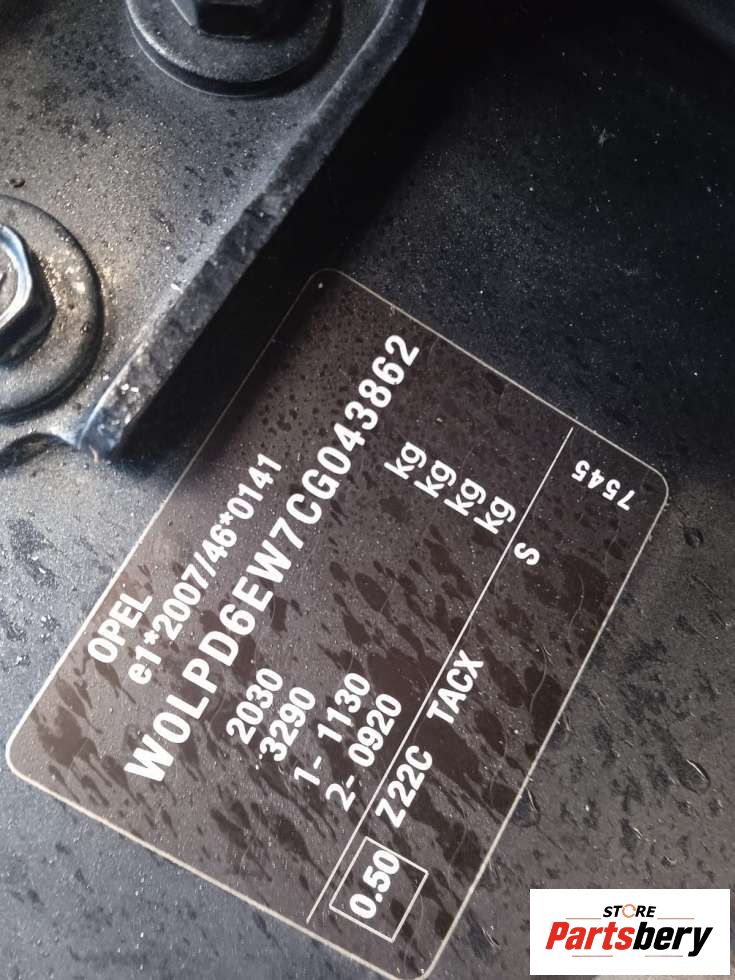 OPEL
e1*2007/46*0141
W0LPD6EW7CG043862
2030 kg
3290 kg
1- 1130 kg
2- 0920 kg
0.50 Z22C TACX S
7545
STORE
Partsbery